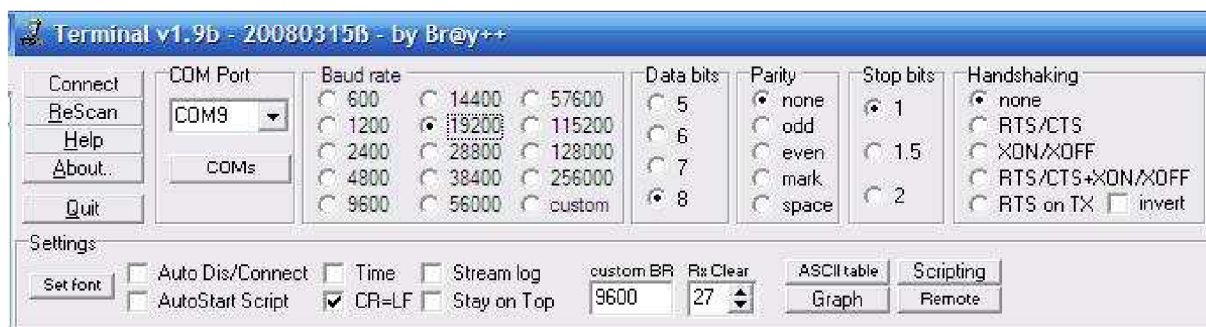 Terminal v1.9b - 20080315ß - by Br@y++
Connect
ReScan
Help
About..
Quit
COM Port
COM9
COMs
Baud rate
600 14400 57600
1200 19200 115200
2400 28800 128000
4800 38400 256000
9600 56000 custom
Data bits
5
6
7
8
Parity
none
odd
even
mark
space
Stop bits
1
1.5
2
Handshaking
none
RTS/CTS
XON/XOFF
RTS/CTS+XON/XOFF
RTS on TX invert
Settings
Set font
Auto Dis/Connect Time Stream log
AutoStart Script CR=LF Stay on Top
custom BR Rx Clear
9600 27
ASCII table Scripting
Graph Remote